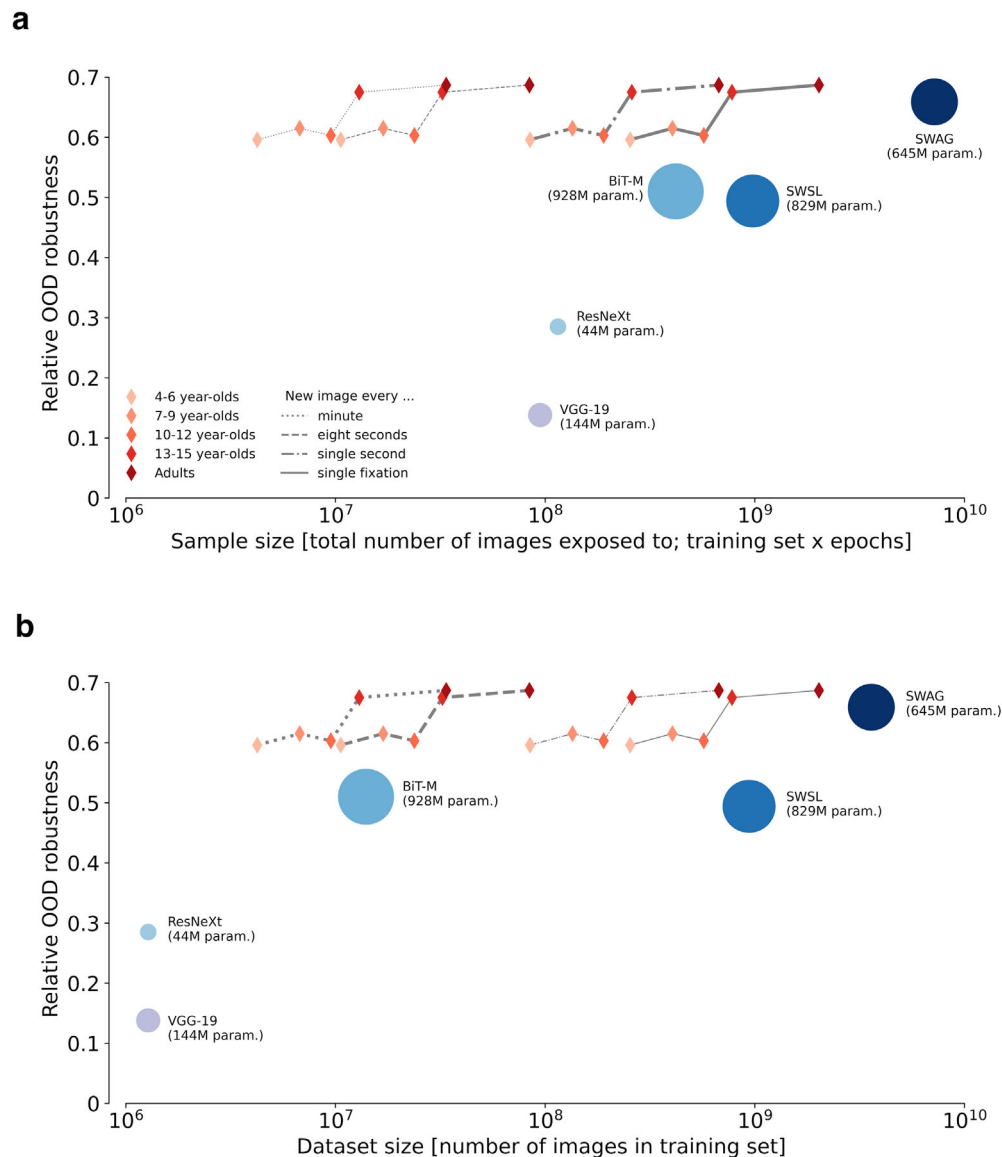 a
Relative OOD robustness
0.7
0.6
0.5
0.4
0.3
0.2
0.1
0
SWAG
(645M param.)
BiT-M
(928M param.)
SWSL
(829M param.)
ResNeXt
(44M param.)
VGG-19
(144M param.)
4-6 year-olds
7-9 year-olds
10-12 year-olds
13-15 year-olds
Adults
New image every ...
minute
eight seconds
single second
single fixation
10^6 10^7 10^8 10^9 10^10
Sample size [total number of images exposed to; training set x epochs]
b
Relative OOD robustness
0.7
0.6
0.5
0.4
0.3
0.2
0.1
0
SWAG
(645M param.)
BiT-M
(928M param.)
SWSL
(829M param.)
ResNeXt
(44M param.)
VGG-19
(144M param.)
10^6 10^7 10^8 10^9 10^10
Dataset size [number of images in training set]